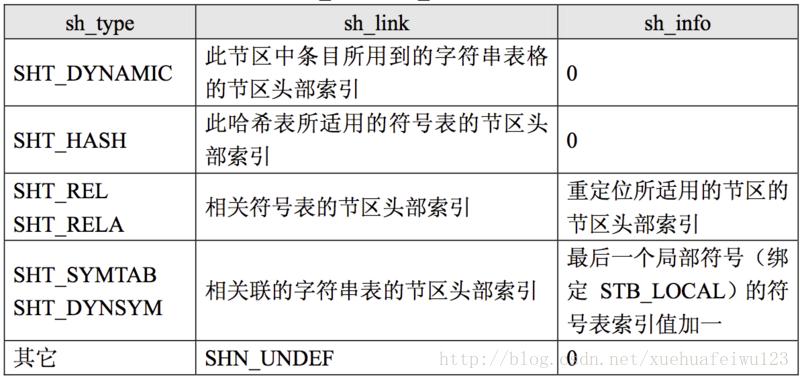 sh_type sh_link sh_info
SHT_DYNAMIC
此节区中条目所用到的字符串表格
的节区头部索引
0
SHT_HASH
此哈希表所适用的符号表的节区头
部索引
0
SHT_REL
SHT_RELA
相关符号表的节区头部索引
重定位所适用的节区的
节区头部索引
SHT_SYMTAB
SHT_DYNSYM
相关联的字符串表的节区头部索引
最后一个局部符号（绑
定 STB_LOCAL）的符
号表索引值加一
其它 SHN_UNDEF 0
http://blog.csdn.net/xuehuafeiwu123